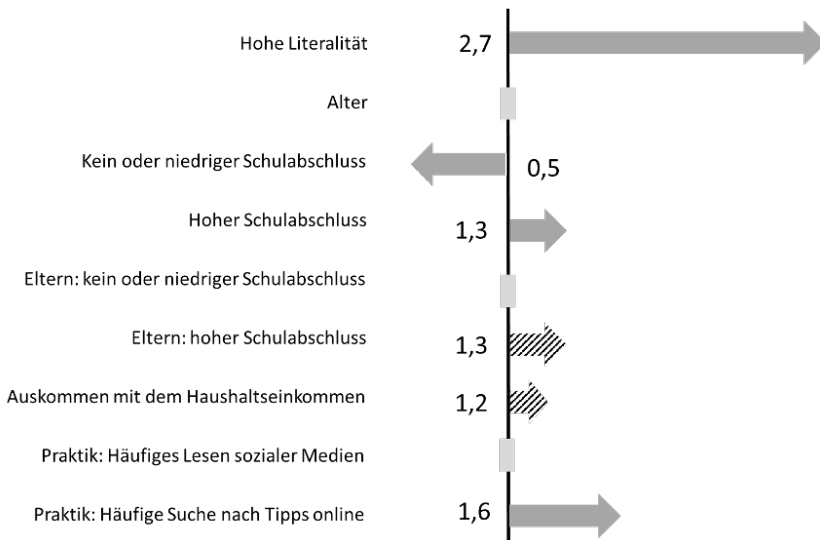 Hohe Literalität 2,7
Alter
Kein oder niedriger Schulabschluss 0,5
Hoher Schulabschluss 1,3
Eltern: kein oder niedriger Schulabschluss
Eltern: hoher Schulabschluss 1,3
Auskommen mit dem Haushaltseinkommen 1,2
Praktik: Häufiges Lesen sozialer Medien
Praktik: Häufige Suche nach Tipps online 1,6